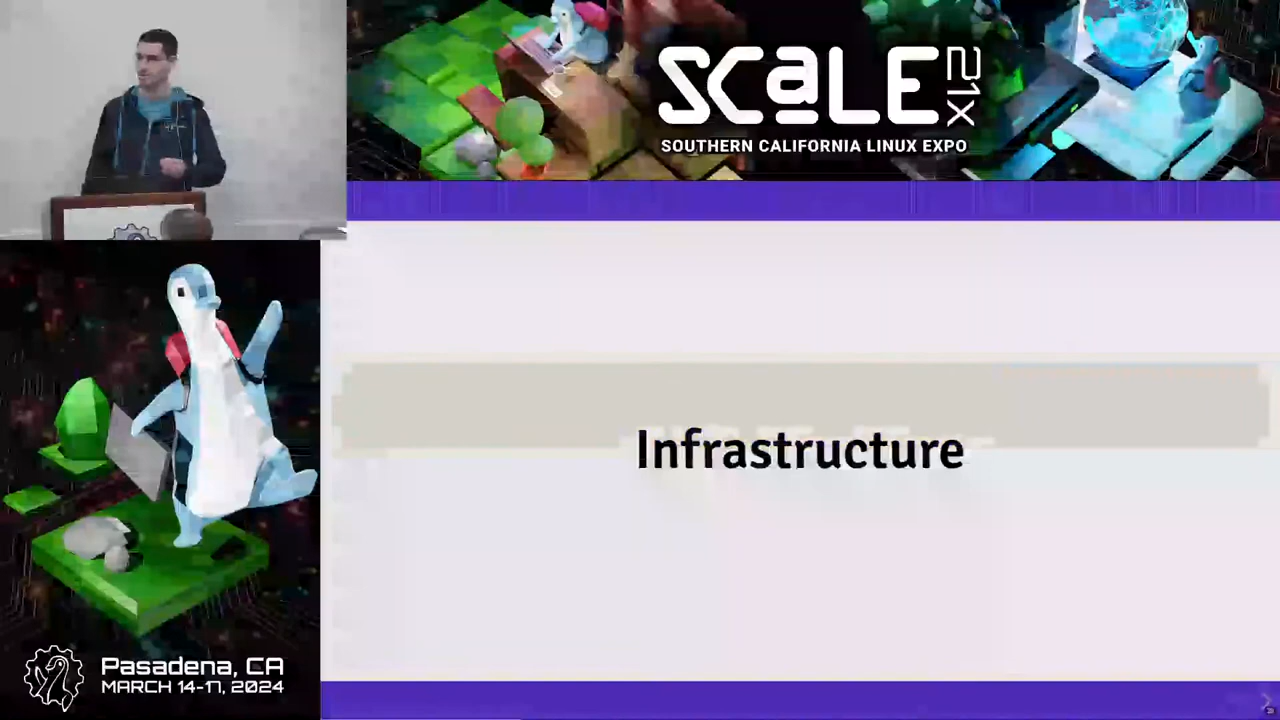 SCaLE 21x
SOUTHERN CALIFORNIA LINUX EXPO
Infrastructure
Pasadena, CA
MARCH 14-17, 2024